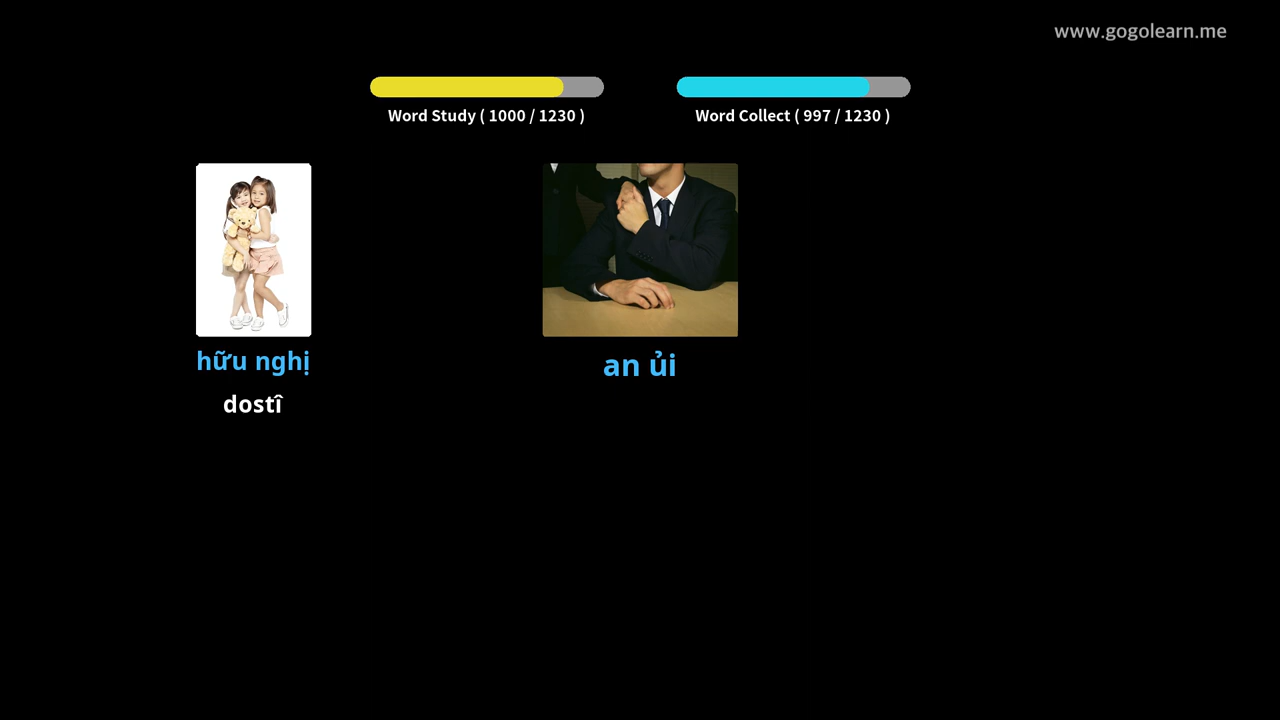 www.gogolearn.me
Word Study ( 1000 / 1230 )
Word Collect ( 997 / 1230 )
hữu nghị
dostî
an ủi